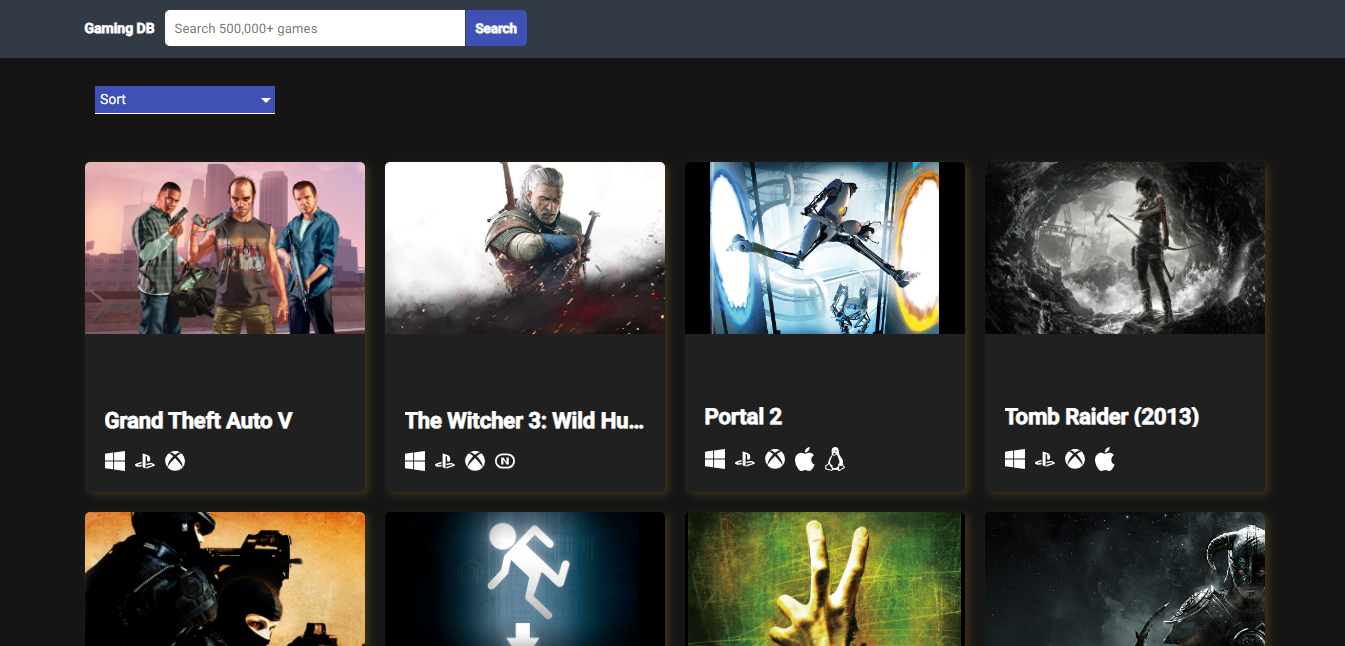 Gaming DB
Search 500,000+ games
Search
Sort
Grand Theft Auto V
The Witcher 3: Wild Hu...
Portal 2
Tomb Raider (2013)
N